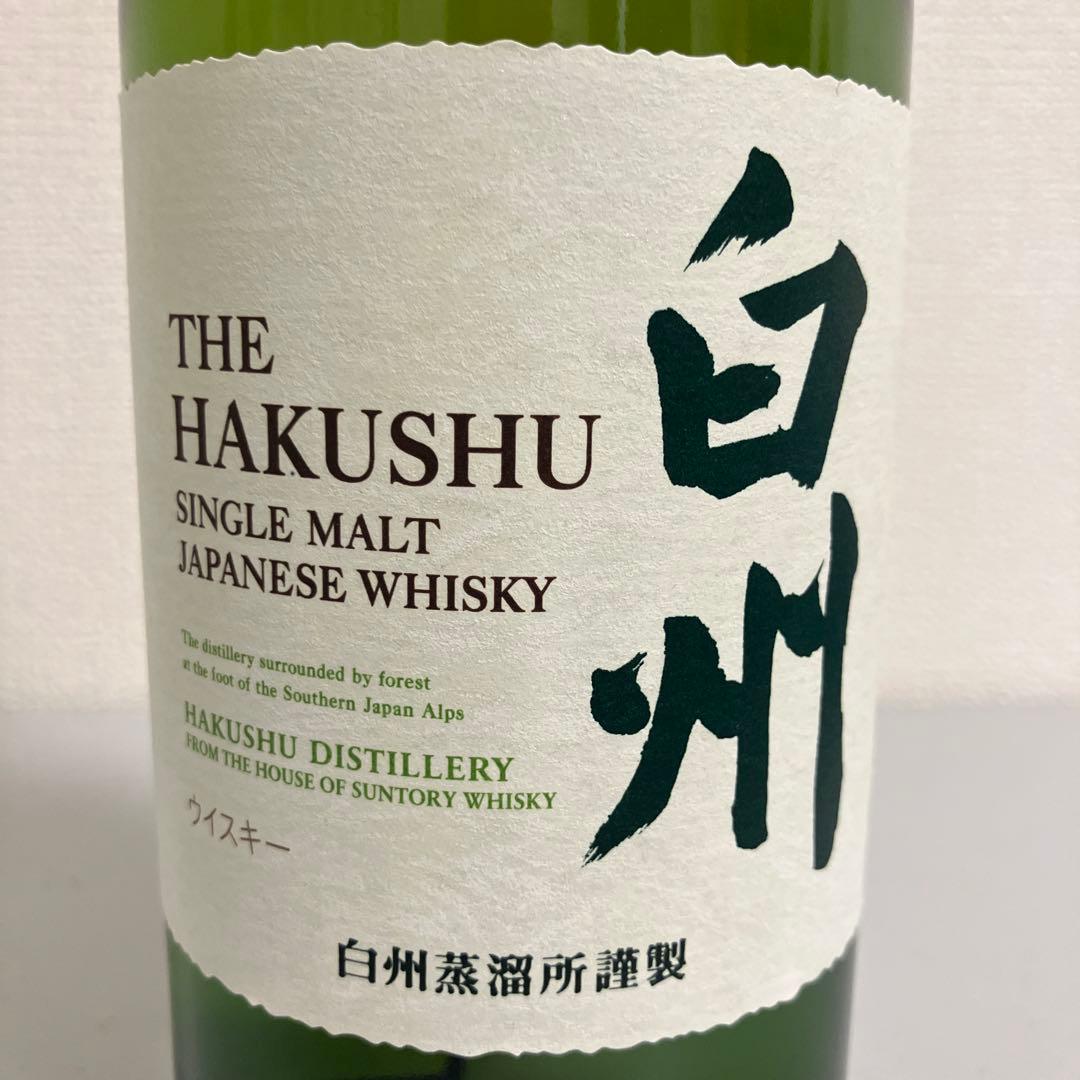 THE
HAKUSHU
SINGLE MALT
JAPANESE WHISKY
The distillery surrounded by forest
at the foot of the Southern Japan Alps
HAKUSHU DISTILLERY
FROM THE HOUSE OF SUNTORY WHISKY
ウイスキー
白州
白州蒸溜所謹製